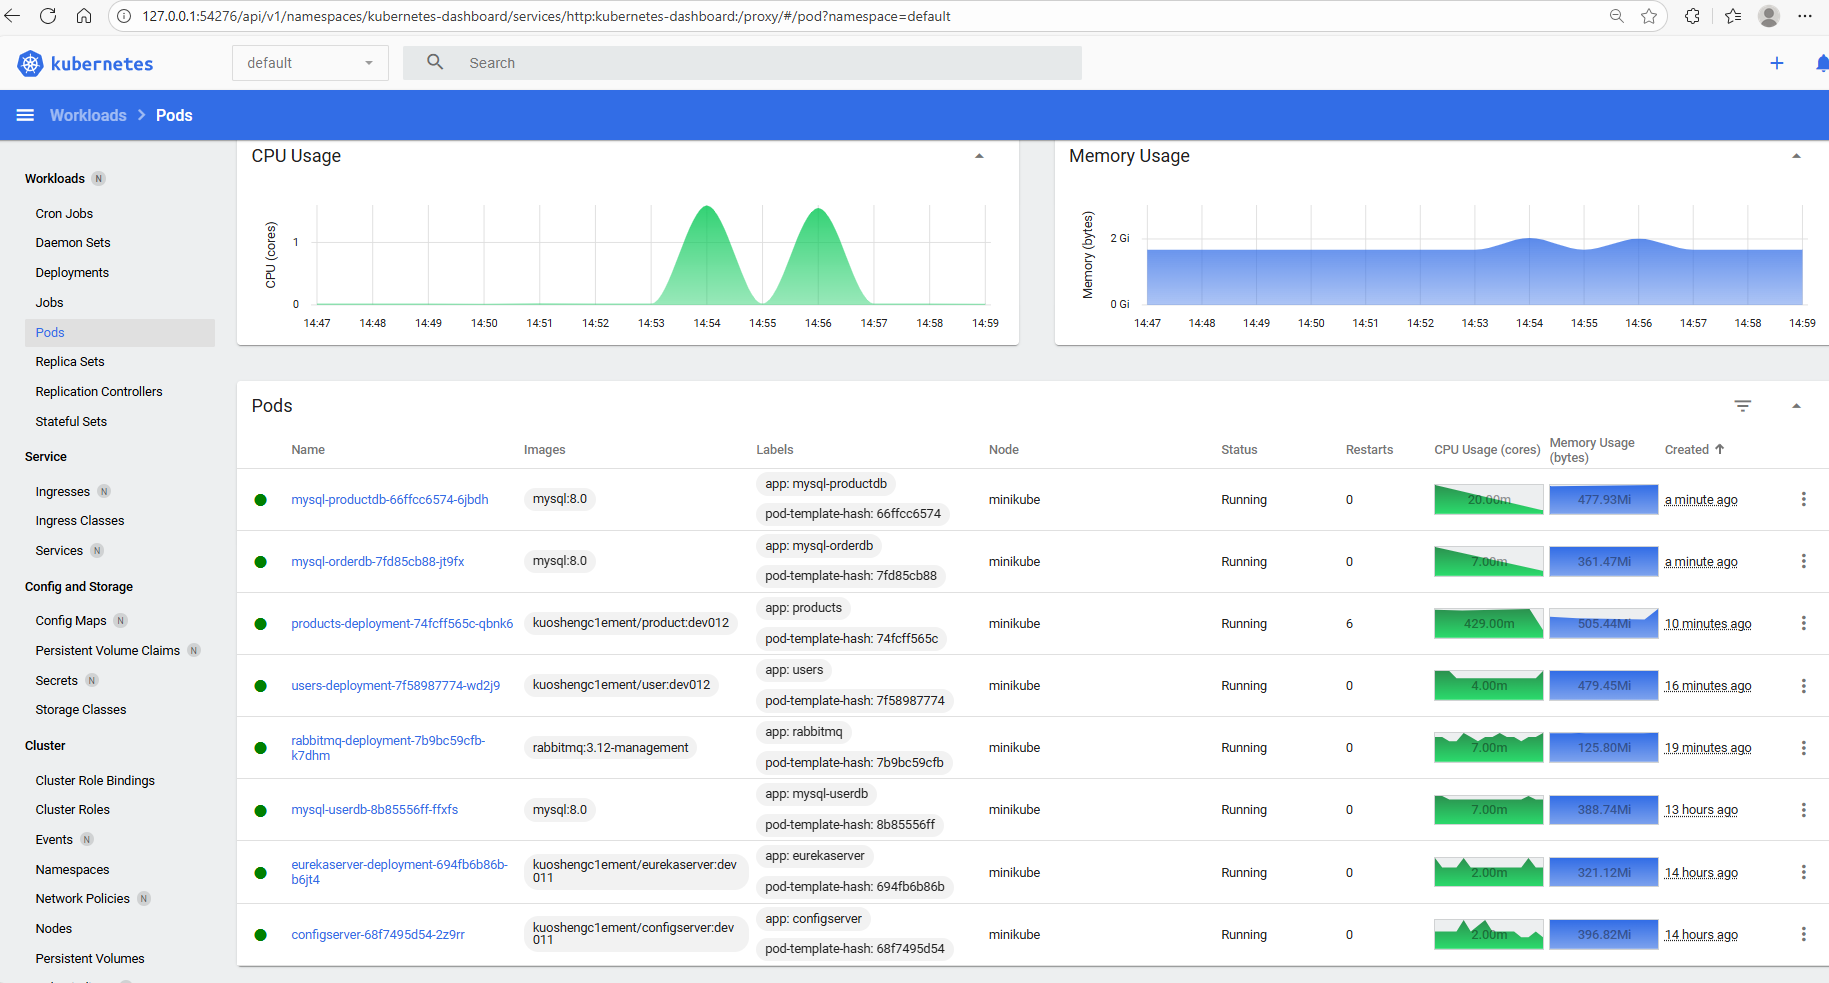 127.0.0.1:54276/api/v1/namespaces/kubernetes-dashboard/services/http:kubernetes-dashboard:/proxy/#/pod?namespace=default
kubernetes
default
Search
Workloads > Pods
Workloads N
Cron Jobs
Daemon Sets
Deployments
Jobs
Pods
Replica Sets
Replication Controllers
Stateful Sets
Service
Ingresses N
Ingress Classes
Services N
Config and Storage
Config Maps N
Persistent Volume Claims N
Secrets N
Storage Classes
Cluster
Cluster Role Bindings
Cluster Roles
Events N
Namespaces
Network Policies N
Nodes
Persistent Volumes
CPU Usage
CPU (cores)
1
0
14:47 14:48 14:49 14:50 14:51 14:52 14:53 14:54 14:55 14:56 14:57 14:58 14:59
Memory Usage
Memory (bytes)
2 Gi
0 Gi
14:47 14:48 14:49 14:50 14:51 14:52 14:53 14:54 14:55 14:56 14:57 14:58 14:59
Pods
Name Images Labels Node Status Restarts CPU Usage (cores) Memory Usage (bytes) Created
mysql-productdb-66ffcc6574-6jbdh mysql:8.0 app: mysql-productdb minikube Running 0 20.00m 477.93Mi a minute ago
pod-template-hash: 66ffcc6574
mysql-orderdb-7fd85cb88-jt9fx mysql:8.0 app: mysql-orderdb minikube Running 0 7.00m 361.47Mi a minute ago
pod-template-hash: 7fd85cb88
products-deployment-74fcff565c-qbnk6 kuoshengc1ement/product:dev012 app: products minikube Running 6 429.00m 505.44Mi 10 minutes ago
pod-template-hash: 74fcff565c
users-deployment-7f58987774-wd2j9 kuoshengc1ement/user:dev012 app: users minikube Running 0 4.00m 479.45Mi 16 minutes ago
pod-template-hash: 7f58987774
rabbitmq-deployment-7b9bc59cfb-
k7dhm rabbitmq:3.12-management app: rabbitmq minikube Running 0 7.00m 125.80Mi 19 minutes ago
pod-template-hash: 7b9bc59cfb
mysql-userdb-8b85556ff-ffxfs mysql:8.0 app: mysql-userdb minikube Running 0 7.00m 388.74Mi 13 hours ago
pod-template-hash: 8b85556ff
eurekaserver-deployment-694fb6b86b-
b6jt4 kuoshengc1ement/eurekaserver:dev
011 app: eurekaserver minikube Running 0 2.00m 321.12Mi 14 hours ago
pod-template-hash: 694fb6b86b
configserver-68f7495d54-2z9rr kuoshengc1ement/configserver:dev
011 app: configserver minikube Running 0 2.00m 396.82Mi 14 hours ago
pod-template-hash: 68f7495d54